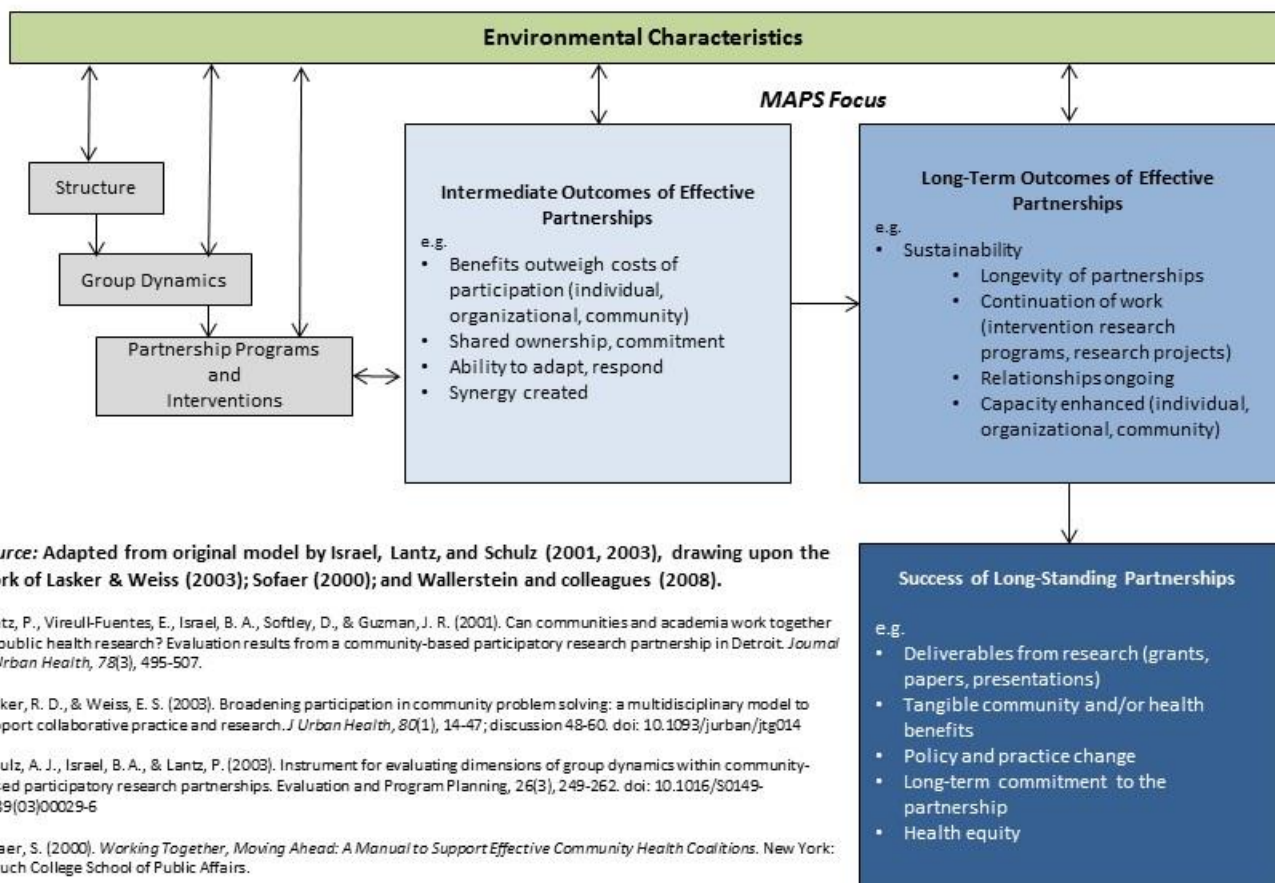 Environmental Characteristics
MAPS Focus
Structure
Group Dynamics
Partnership Programs
and
Interventions
Intermediate Outcomes of Effective
Partnerships
e.g.
• Benefits outweigh costs of
participation (individual,
organizational, community)
• Shared ownership, commitment
• Ability to adapt, respond
• Synergy created
Long-Term Outcomes of Effective
Partnerships
e.g.
• Sustainability
• Longevity of partnerships
• Continuation of work
(intervention research
programs, research projects)
• Relationships ongoing
• Capacity enhanced (individual,
organizational, community)
Success of Long-Standing Partnerships
e.g.
• Deliverables from research (grants,
papers, presentations)
• Tangible community and/or health
benefits
• Policy and practice change
• Long-term commitment to the
partnership
• Health equity
urce: Adapted from original model by Israel, Lantz, and Schulz (2001, 2003), drawing upon the
rk of Lasker & Weiss (2003); Sofaer (2000); and Wallerstein and colleagues (2008).
tz, P., Viruell-Fuentes, E., Israel, B. A., Softley, D., & Guzman, J. R. (2001). Can communities and academia work together
public health research? Evaluation results from a community-based participatory research partnership in Detroit. Journal
Urban Health, 78(3), 495-507.
ker, R. D., & Weiss, E. S. (2003). Broadening participation in community problem solving: a multidisciplinary model to
port collaborative practice and research. J Urban Health, 80(1), 14-47; discussion 48-60. doi: 10.1093/jurban/jtg014
ulz, A. J., Israel, B. A., & Lantz, P. (2003). Instrument for evaluating dimensions of group dynamics within community-
ed participatory research partnerships. Evaluation and Program Planning, 26(3), 249-262. doi: 10.1016/S0149-
89(03)00029-6
aer, S. (2000). Working Together, Moving Ahead: A Manual to Support Effective Community Health Coalitions. New York:
uch College School of Public Affairs.